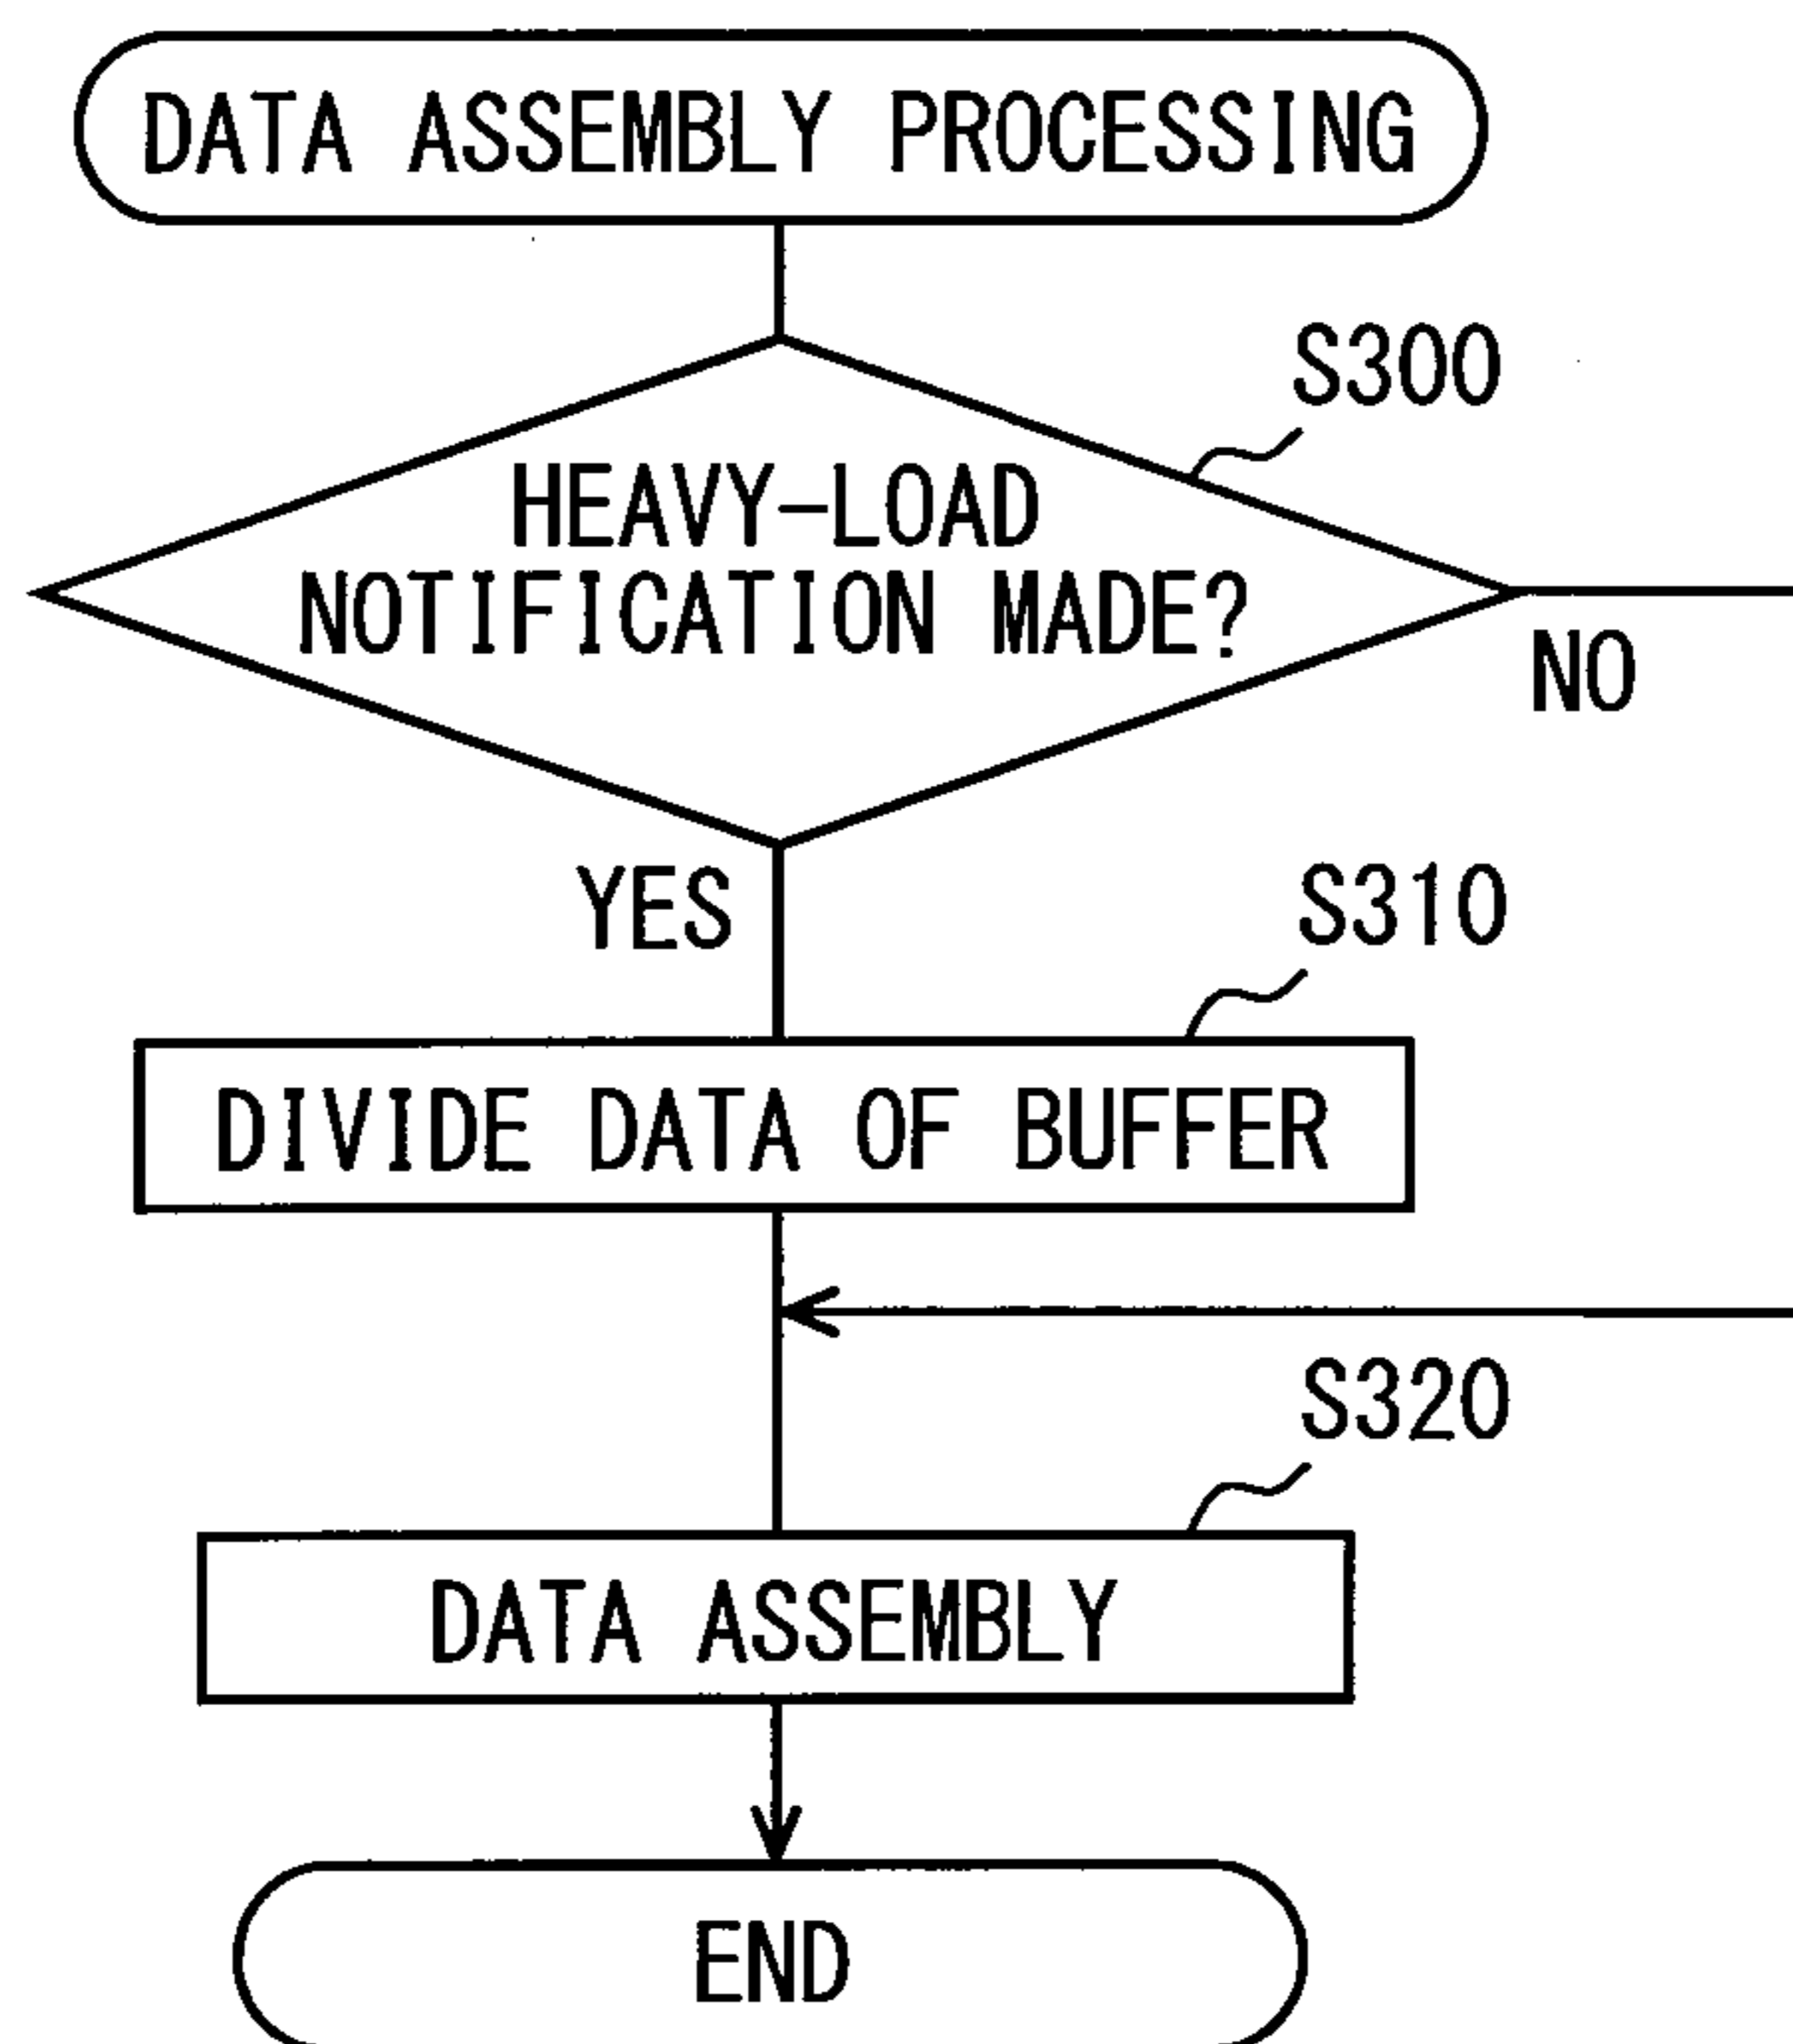 DATA ASSEMBLY PROCESSING
S300
HEAVY-LOAD
NOTIFICATION MADE?
NO
YES
S310
DIVIDE DATA OF BUFFER
S320
DATA ASSEMBLY
END